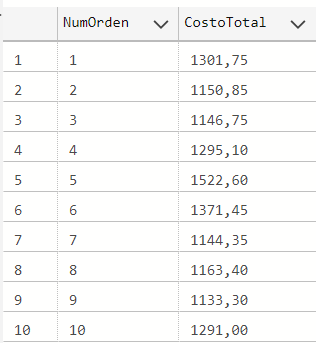 NumOrden CostoTotal
1 1 1301,75
2 2 1150,85
3 3 1146,75
4 4 1295,10
5 5 1522,60
6 6 1371,45
7 7 1144,35
8 8 1163,40
9 9 1133,30
10 10 1291,00